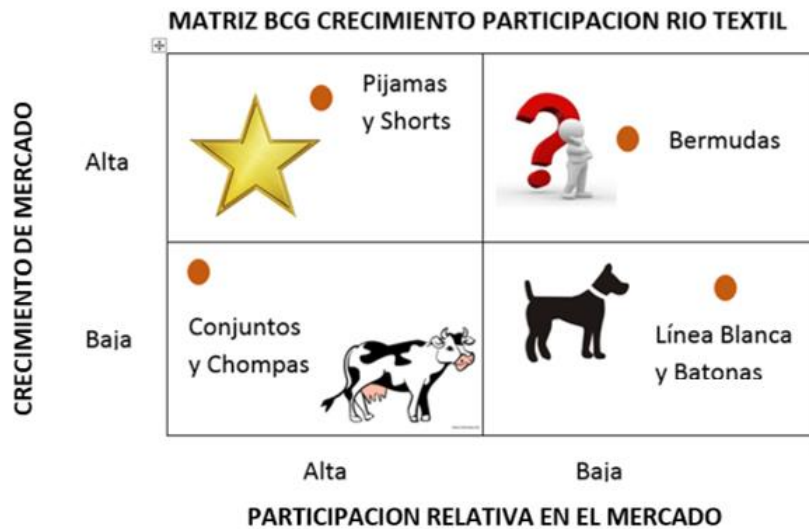 MATRIZ BCG CRECIMIENTO PARTICIPACION RIO TEXTIL
CRECIMIENTO DE MERCADO
Alta
Pijamas
y Shorts
Bermudas
Baja
Conjuntos
y Chompas
Línea Blanca
y Batonas
Alta
Baja
PARTICIPACION RELATIVA EN EL MERCADO